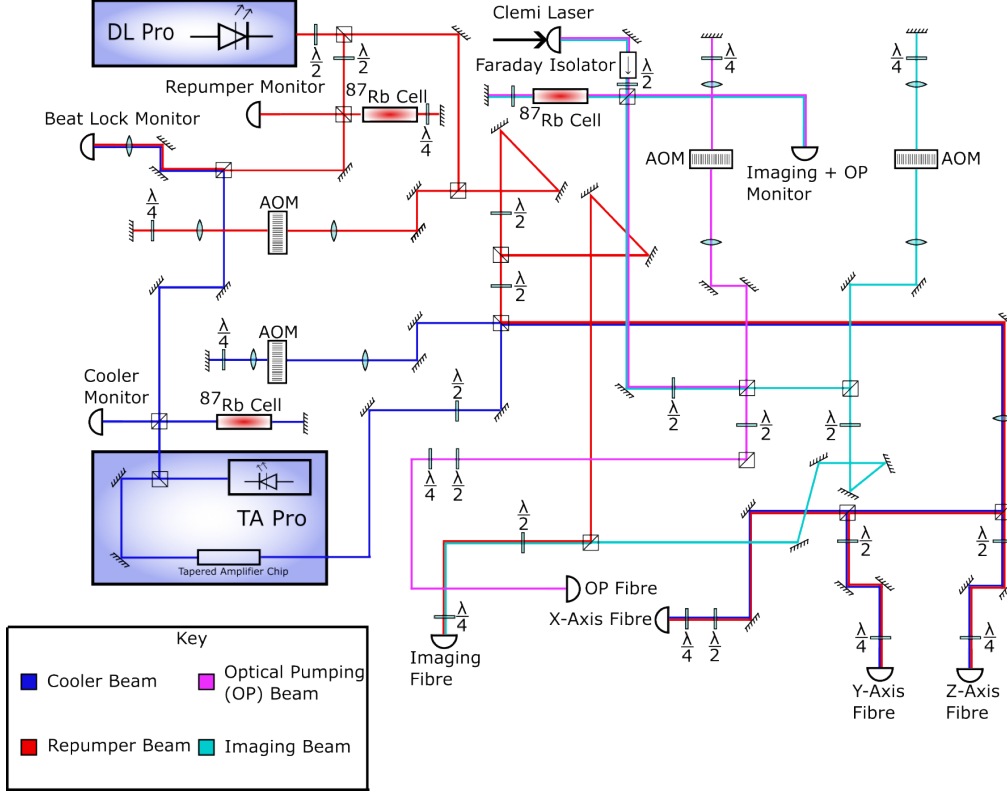 DL Pro
λ
2
λ
2
Clemi Laser
Faraday Isolator
λ
2
λ
4
λ
4
Repumper Monitor
87Rb Cell
λ
4
87Rb Cell
Beat Lock Monitor
AOM
AOM
Imaging + OP
Monitor
λ
4
AOM
λ
2
λ
2
λ
4
AOM
Cooler
Monitor
87Rb Cell
λ
2
λ
2
λ
2
λ
2
λ
4
λ
2
TA Pro
Tapered Amplifier Chip
λ
2
λ
2
λ
2
OP Fibre
X-Axis Fibre
λ
4
λ
4
λ
2
λ
4
λ
4
Imaging
Fibre
Y-Axis
Fibre
Z-Axis
Fibre
Key
Cooler Beam
Optical Pumping
(OP) Beam
Repumper Beam
Imaging Beam